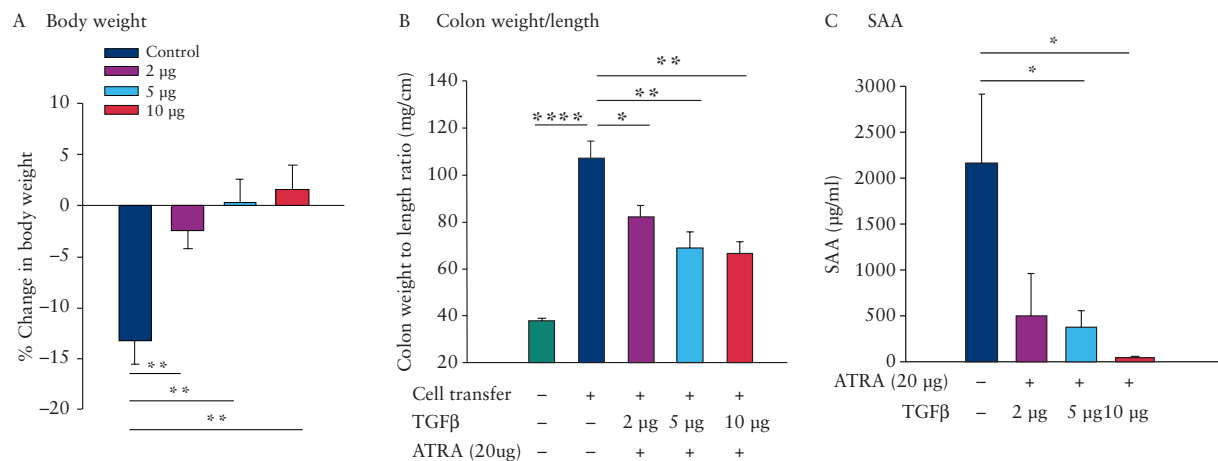 A Body weight
Control
2 µg
5 µg
10 µg
% Change in body weight
10
5
0
−5
−10
−15
−20
**
**
**
B Colon weight/length
Colon weight to length ratio (mg/cm)
140
120
100
80
60
40
20
**
**
**** *
Cell transfer − + + + +
TGFβ − − 2 µg 5 µg 10 µg
ATRA (20ug) − − + + +
C SAA
SAA (µg/ml)
3000
2500
2000
1500
1000
500
0
*
*
ATRA (20 µg) − + + +
TGFβ − 2 µg 5 µg 10 µg